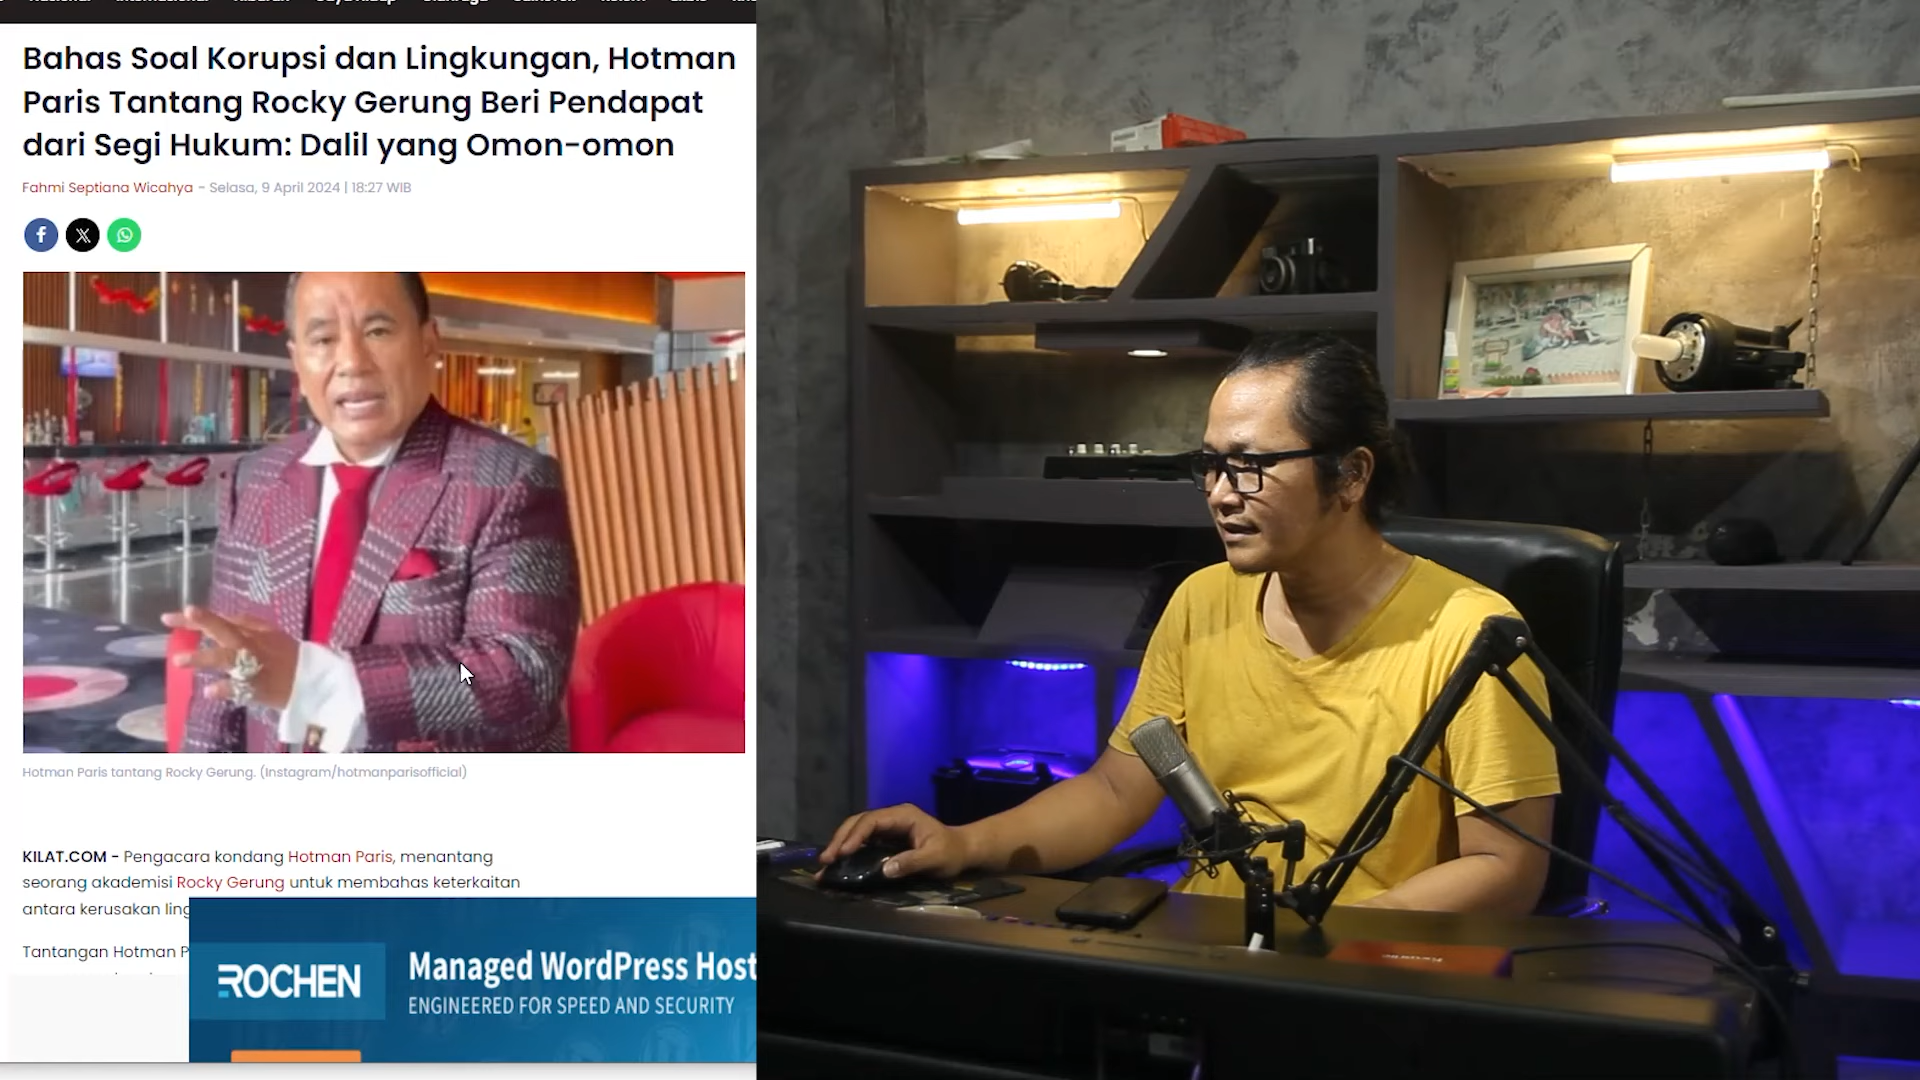 Bahas Soal Korupsi dan Lingkungan, Hotman
Paris Tantang Rocky Gerung Beri Pendapat
dari Segi Hukum: Dalil yang Omon-omon
Fahmi Septiana Wicahya - Selasa, 9 April 2024 | 18:27 WIB
Hotman Paris tantang Rocky Gerung. (Instagram/hotmanparisofficial)
KILAT.COM - Pengacara kondang Hotman Paris, menantang
seorang akademisi Rocky Gerung untuk membahas keterkaitan
antara kerusakan ling
Tantangan Hotman P
ROCHEN
Managed WordPress Host
ENGINEERED FOR SPEED AND SECURITY